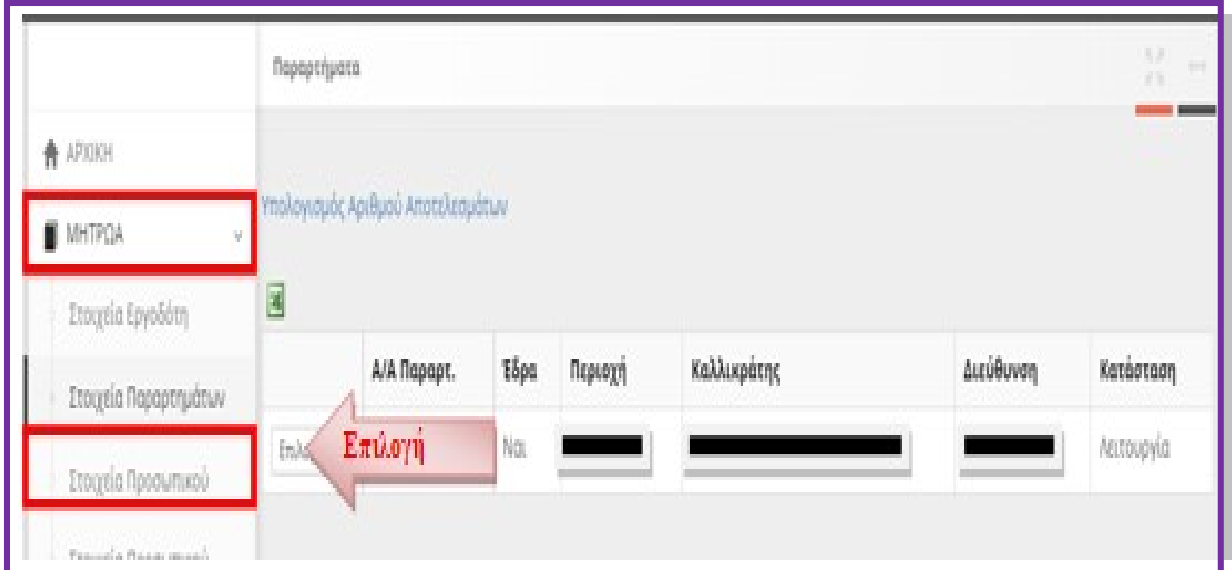 Παραρτήματα
ΑΡΧΙΚΗ
ΜΗΤΡΩΑ
Στοιχεία Εργοδότη
Στοιχεία Παραρτημάτων
Στοιχεία Προσωπικού
Υπολογισμός Αριθμού Αποτελεσμάτων
Α/Α Παραρτ. Έδρα Περιοχή Καλλικράτης Διεύθυνση Κατάσταση
Επιλογή Ναι Λειτουργία